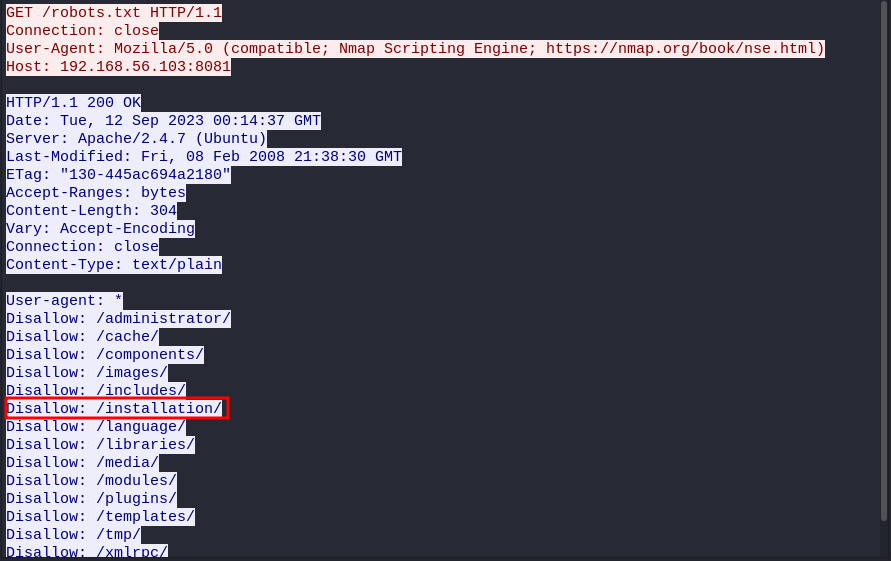 GET /robots.txt HTTP/1.1
Connection: close
User-Agent: Mozilla/5.0 (compatible; Nmap Scripting Engine; https://nmap.org/book/nse.html)
Host: 192.168.56.103:8081
HTTP/1.1 200 OK
Date: Tue, 12 Sep 2023 00:14:37 GMT
Server: Apache/2.4.7 (Ubuntu)
Last-Modified: Fri, 08 Feb 2008 21:38:30 GMT
ETag: "130-445ac694a2180"
Accept-Ranges: bytes
Content-Length: 304
Vary: Accept-Encoding
Connection: close
Content-Type: text/plain
User-agent: *
Disallow: /administrator/
Disallow: /cache/
Disallow: /components/
Disallow: /images/
Disallow: /includes/
Disallow: /installation/
Disallow: /language/
Disallow: /libraries/
Disallow: /media/
Disallow: /modules/
Disallow: /plugins/
Disallow: /templates/
Disallow: /tmp/
Disallow: /xmlrpc/